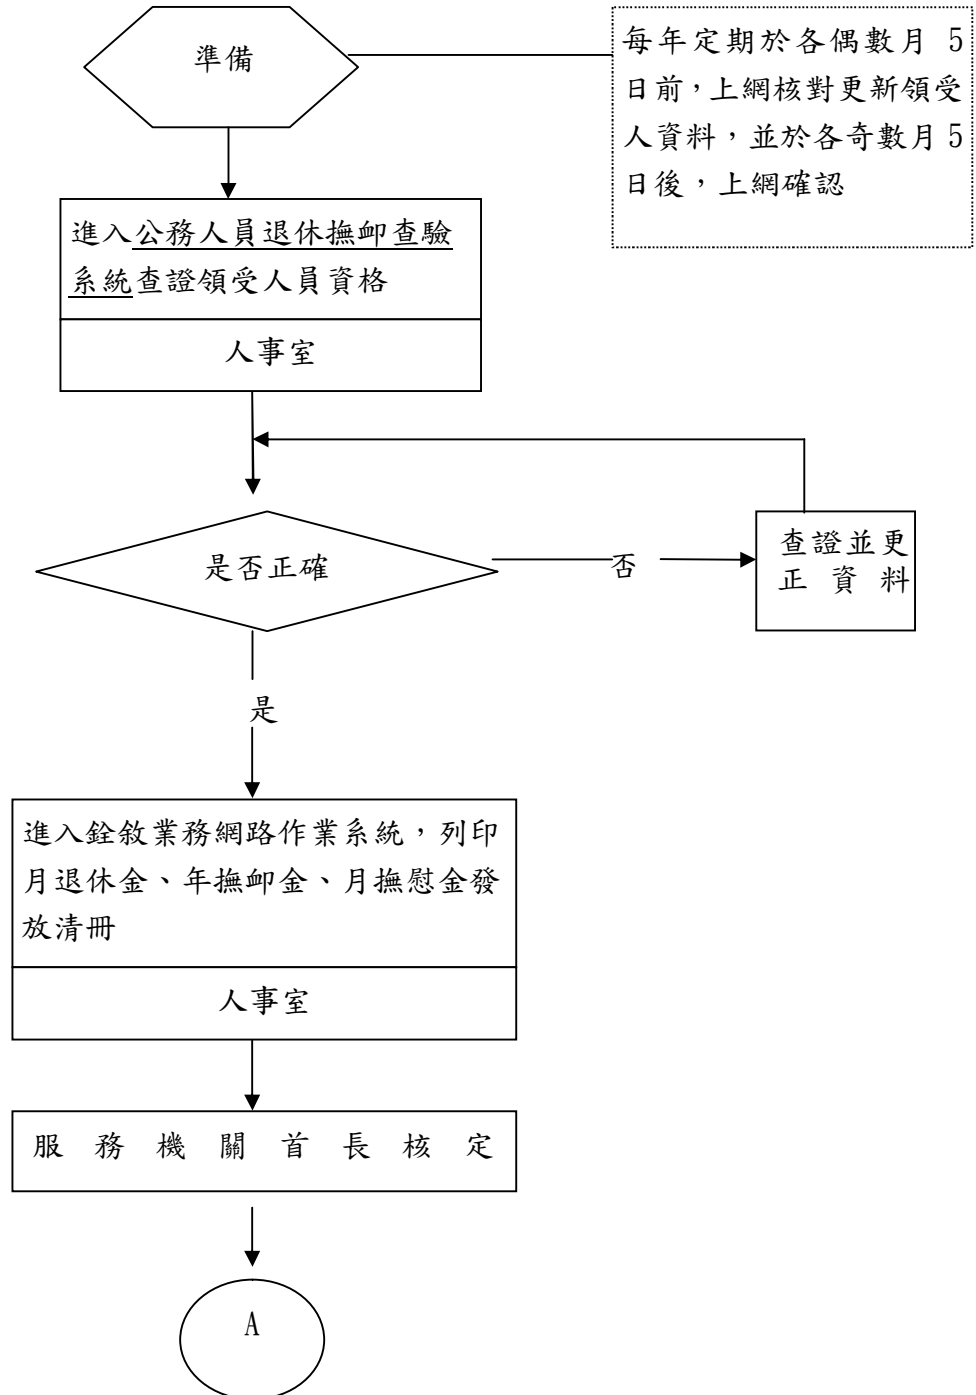 準備
每年定期於各偶數月 5
日前，上網核對更新領受
人資料，並於各奇數月 5
日後，上網確認
進入公務人員退休撫卹查驗
系統查證領受人員資格
人事室
是否正確
否
查證並更
正資料
是
進入銓敘業務網路作業系統，列印
月退休金、年撫卹金、月撫慰金發
放清冊
人事室
服務機關首長核定
A